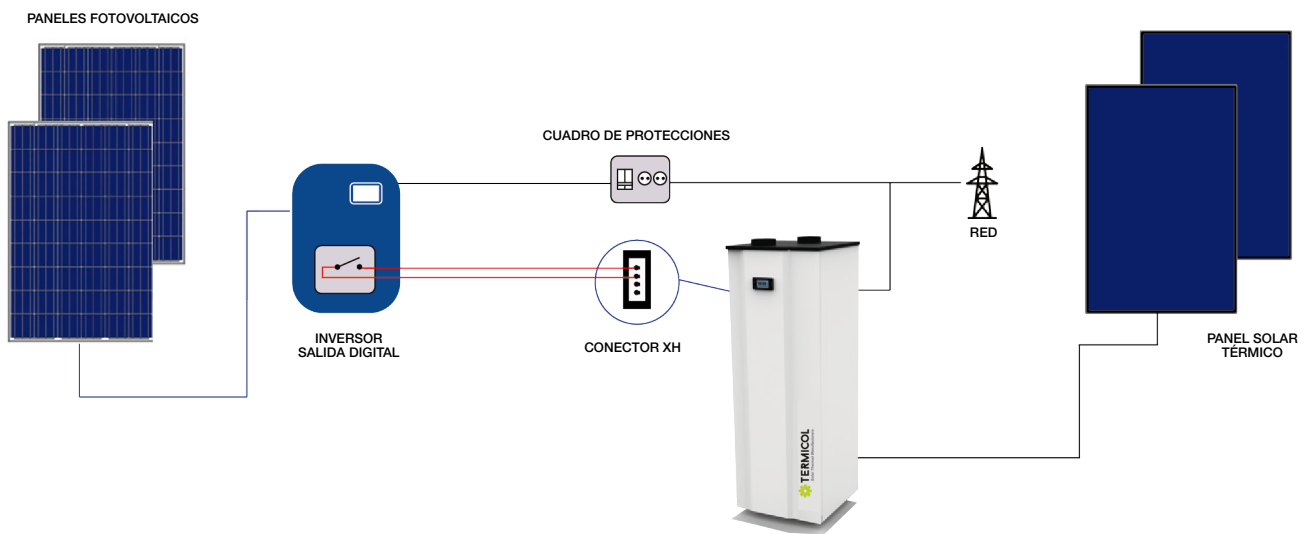 PANELES FOTOVOLTAICOS
CUADRO DE PROTECCIONES
RED
INVERSOR
SALIDA DIGITAL
CONECTOR XH
PANEL SOLAR
TÉRMICO
TERMICOL